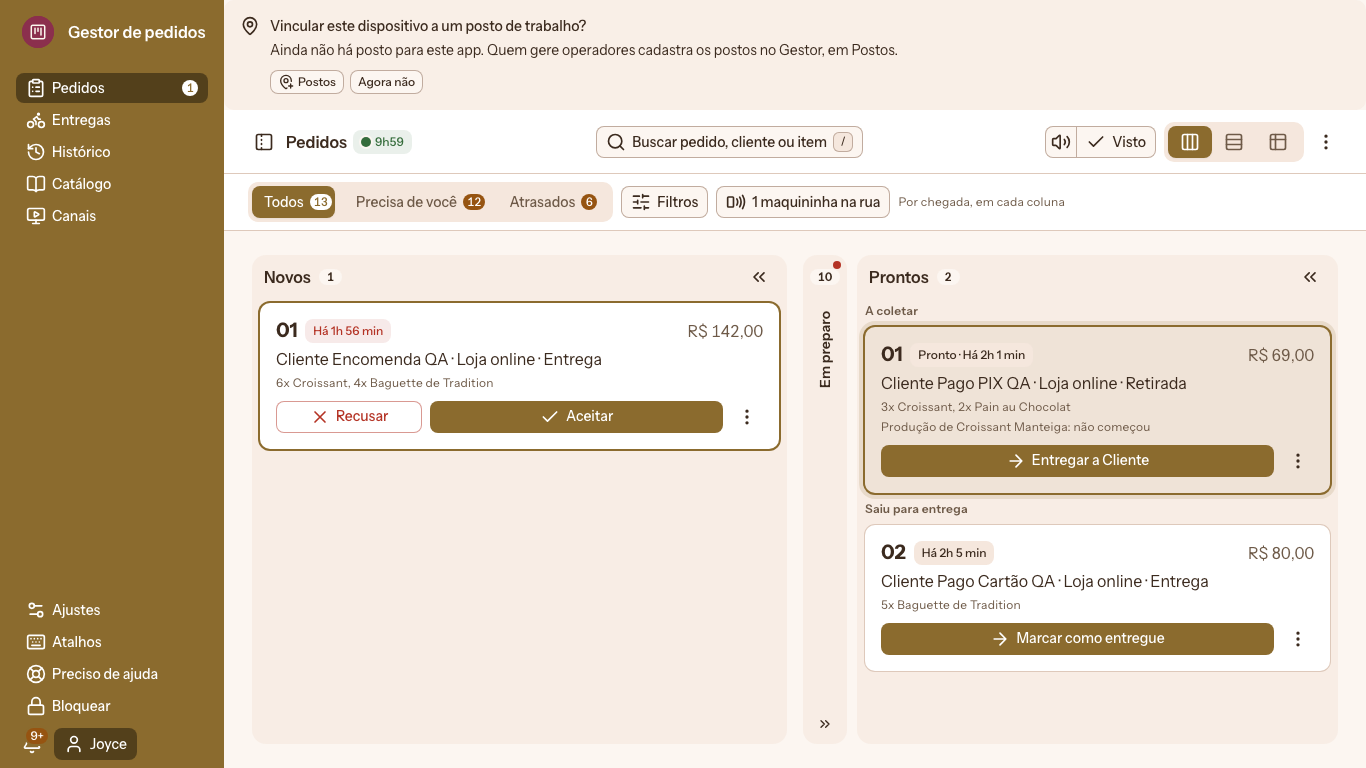 Gestor de pedidos
Pedidos 1
Entregas
Histórico
Catálogo
Canais
Ajustes
Atalhos
Preciso de ajuda
Bloquear
9+
Joyce
Vincular este dispositivo a um posto de trabalho?
Ainda não há posto para este app. Quem gere operadores cadastra os postos no Gestor, em Postos.
Postos Agora não
Pedidos 9h59 Buscar pedido, cliente ou item / Visto
Todos 13 Precisa de você 12 Atrasados 6 Filtros 1 maquininha na rua Por chegada, em cada coluna
Novos 1
01 Há 1h 56 min R$ 142,00
Cliente Encomenda QA · Loja online · Entrega
6x Croissant, 4x Baguette de Tradition
Recusar Aceitar
10
Em preparo
Prontos 2
A coletar
01 Pronto · Há 2h 1 min R$ 69,00
Cliente Pago PIX QA · Loja online · Retirada
3x Croissant, 2x Pain au Chocolat
Produção de Croissant Manteiga: não começou
Entregar a Cliente
Saiu para entrega
02 Há 2h 5 min R$ 80,00
Cliente Pago Cartão QA · Loja online · Entrega
5x Baguette de Tradition
Marcar como entregue